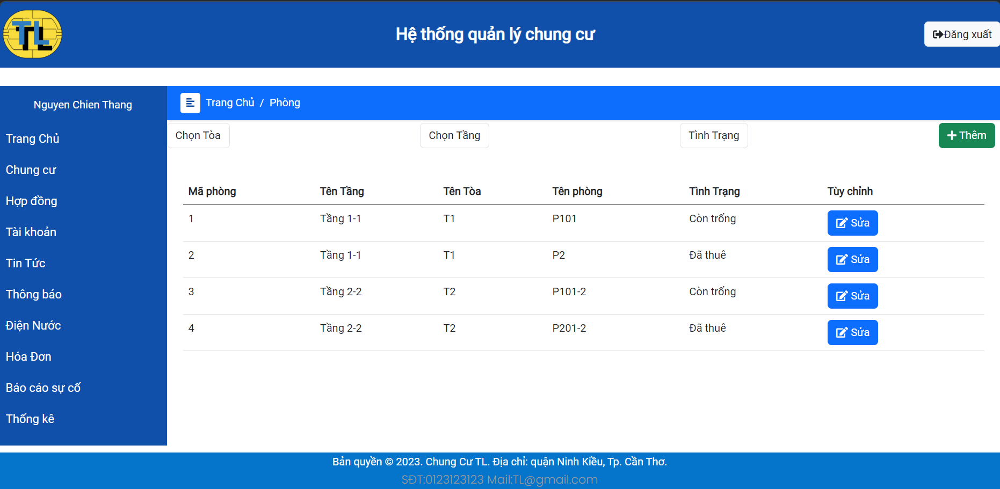 TL
Hệ thống quản lý chung cư
Đăng xuất
Nguyen Chien Thang
Trang Chủ
Chung cư
Hợp đồng
Tài khoản
Tin Tức
Thông báo
Điện Nước
Hóa Đơn
Báo cáo sự cố
Thống kê
Trang Chủ / Phòng
Chọn Tòa Chọn Tầng Tình Trạng Thêm
Mã phòng Tên Tầng Tên Tòa Tên phòng Tình Trạng Tùy chỉnh
1 Tầng 1-1 T1 P101 Còn trống Sửa
2 Tầng 1-1 T1 P2 Đã thuê Sửa
3 Tầng 2-2 T2 P101-2 Còn trống Sửa
4 Tầng 2-2 T2 P201-2 Đã thuê Sửa
Bản quyền © 2023. Chung Cư TL. Địa chỉ: quận Ninh Kiều, Tp. Cần Thơ.
SĐT:0123123123 Mail:TL@gmail.com